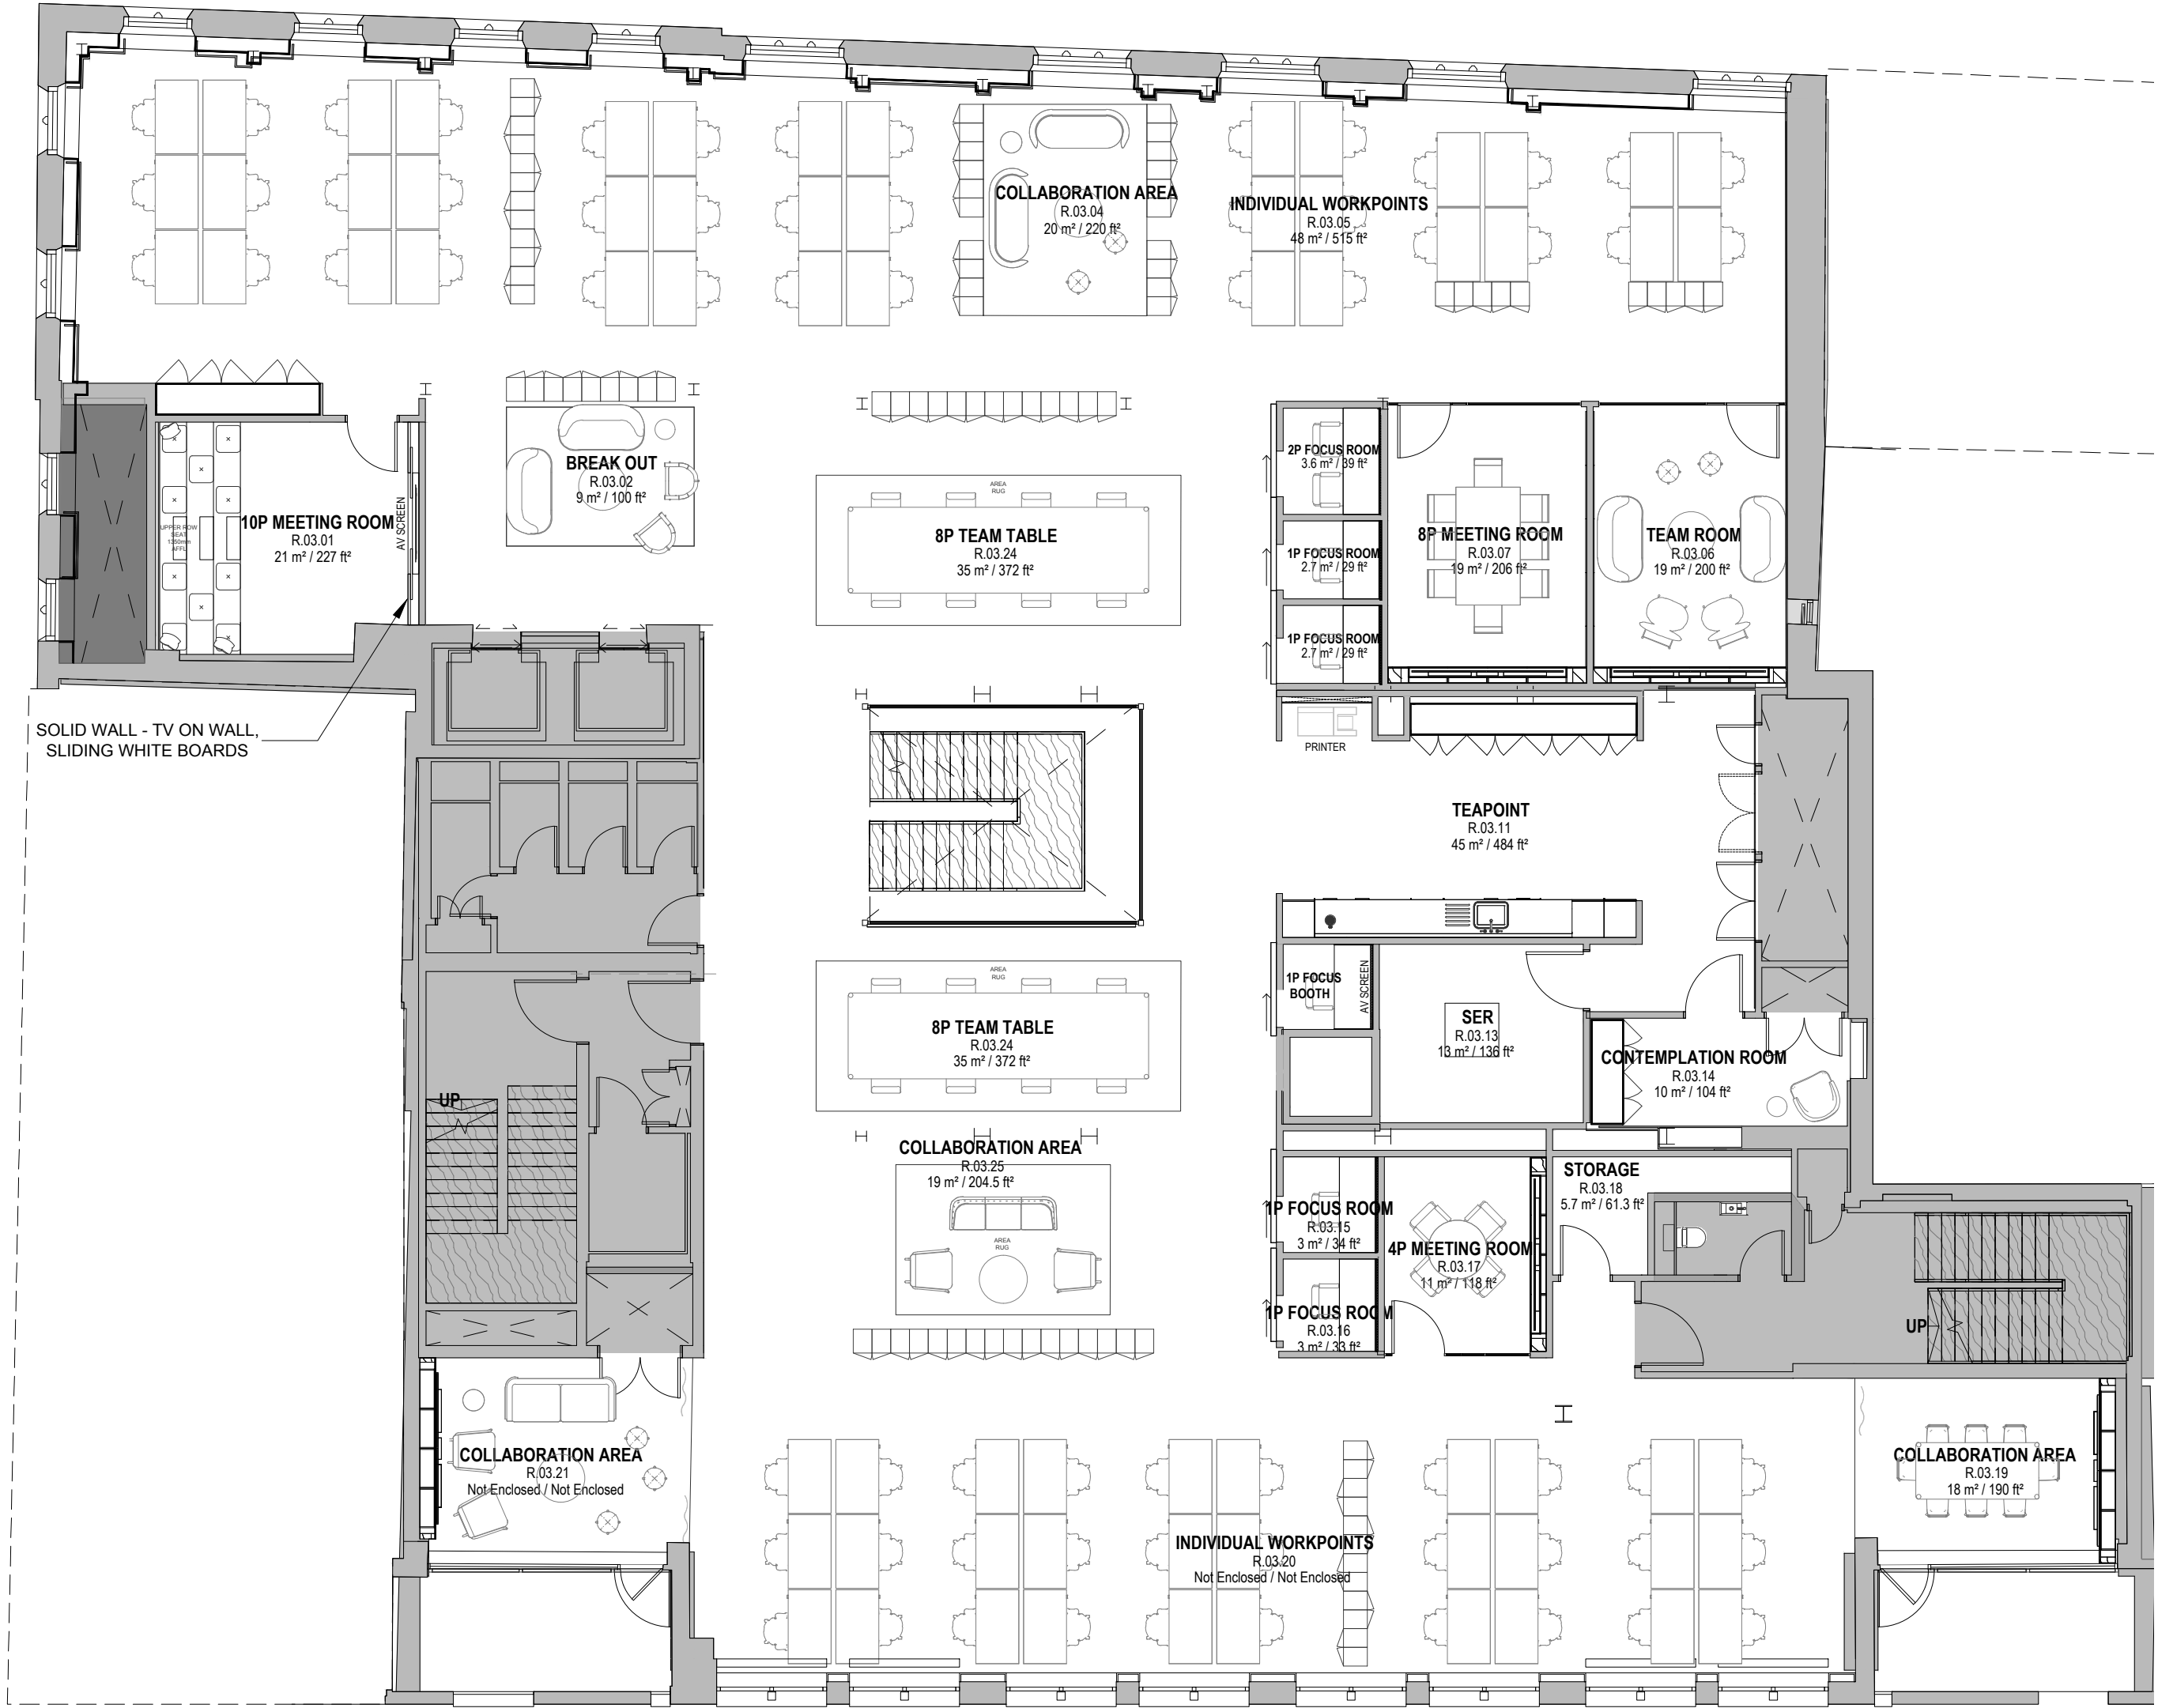 COLLABORATION AREA
R.03.04
20 m² / 220 ft²
INDIVIDUAL WORKPOINTS
R.03.05
48 m² / 515 ft²
UPPER ROW
SEAT
1350mm
AFFL
10P MEETING ROOM
R.03.01
21 m² / 227 ft²
AV SCREEN
BREAK OUT
R.03.02
9 m² / 100 ft²
AREA
RUG
8P TEAM TABLE
R.03.24
35 m² / 372 ft²
2P FOCUS ROOM
3.6 m² / 39 ft²
1P FOCUS ROOM
2.7 m² / 29 ft²
1P FOCUS ROOM
2.7 m² / 29 ft²
8P MEETING ROOM
R.03.07
19 m² / 206 ft²
TEAM ROOM
R.03.06
19 m² / 200 ft²
SOLID WALL - TV ON WALL,
SLIDING WHITE BOARDS
PRINTER
TEAPOINT
R.03.11
45 m² / 484 ft²
AREA
RUG
8P TEAM TABLE
R.03.24
35 m² / 372 ft²
1P FOCUS
BOOTH
AV SCREEN
SER
R.03.13
13 m² / 136 ft²
CONTEMPLATION ROOM
R.03.14
10 m² / 104 ft²
UP
COLLABORATION AREA
R.03.25
19 m² / 204.5 ft²
AREA
RUG
1P FOCUS ROOM
R.03.15
3 m² / 34 ft²
4P MEETING ROOM
R.03.17
11 m² / 118 ft²
STORAGE
R.03.18
5.7 m² / 61.3 ft²
1P FOCUS ROOM
R.03.16
3 m² / 33 ft²
UP
COLLABORATION AREA
R.03.21
Not Enclosed / Not Enclosed
COLLABORATION AREA
R.03.19
18 m² / 190 ft²
INDIVIDUAL WORKPOINTS
R.03.20
Not Enclosed / Not Enclosed